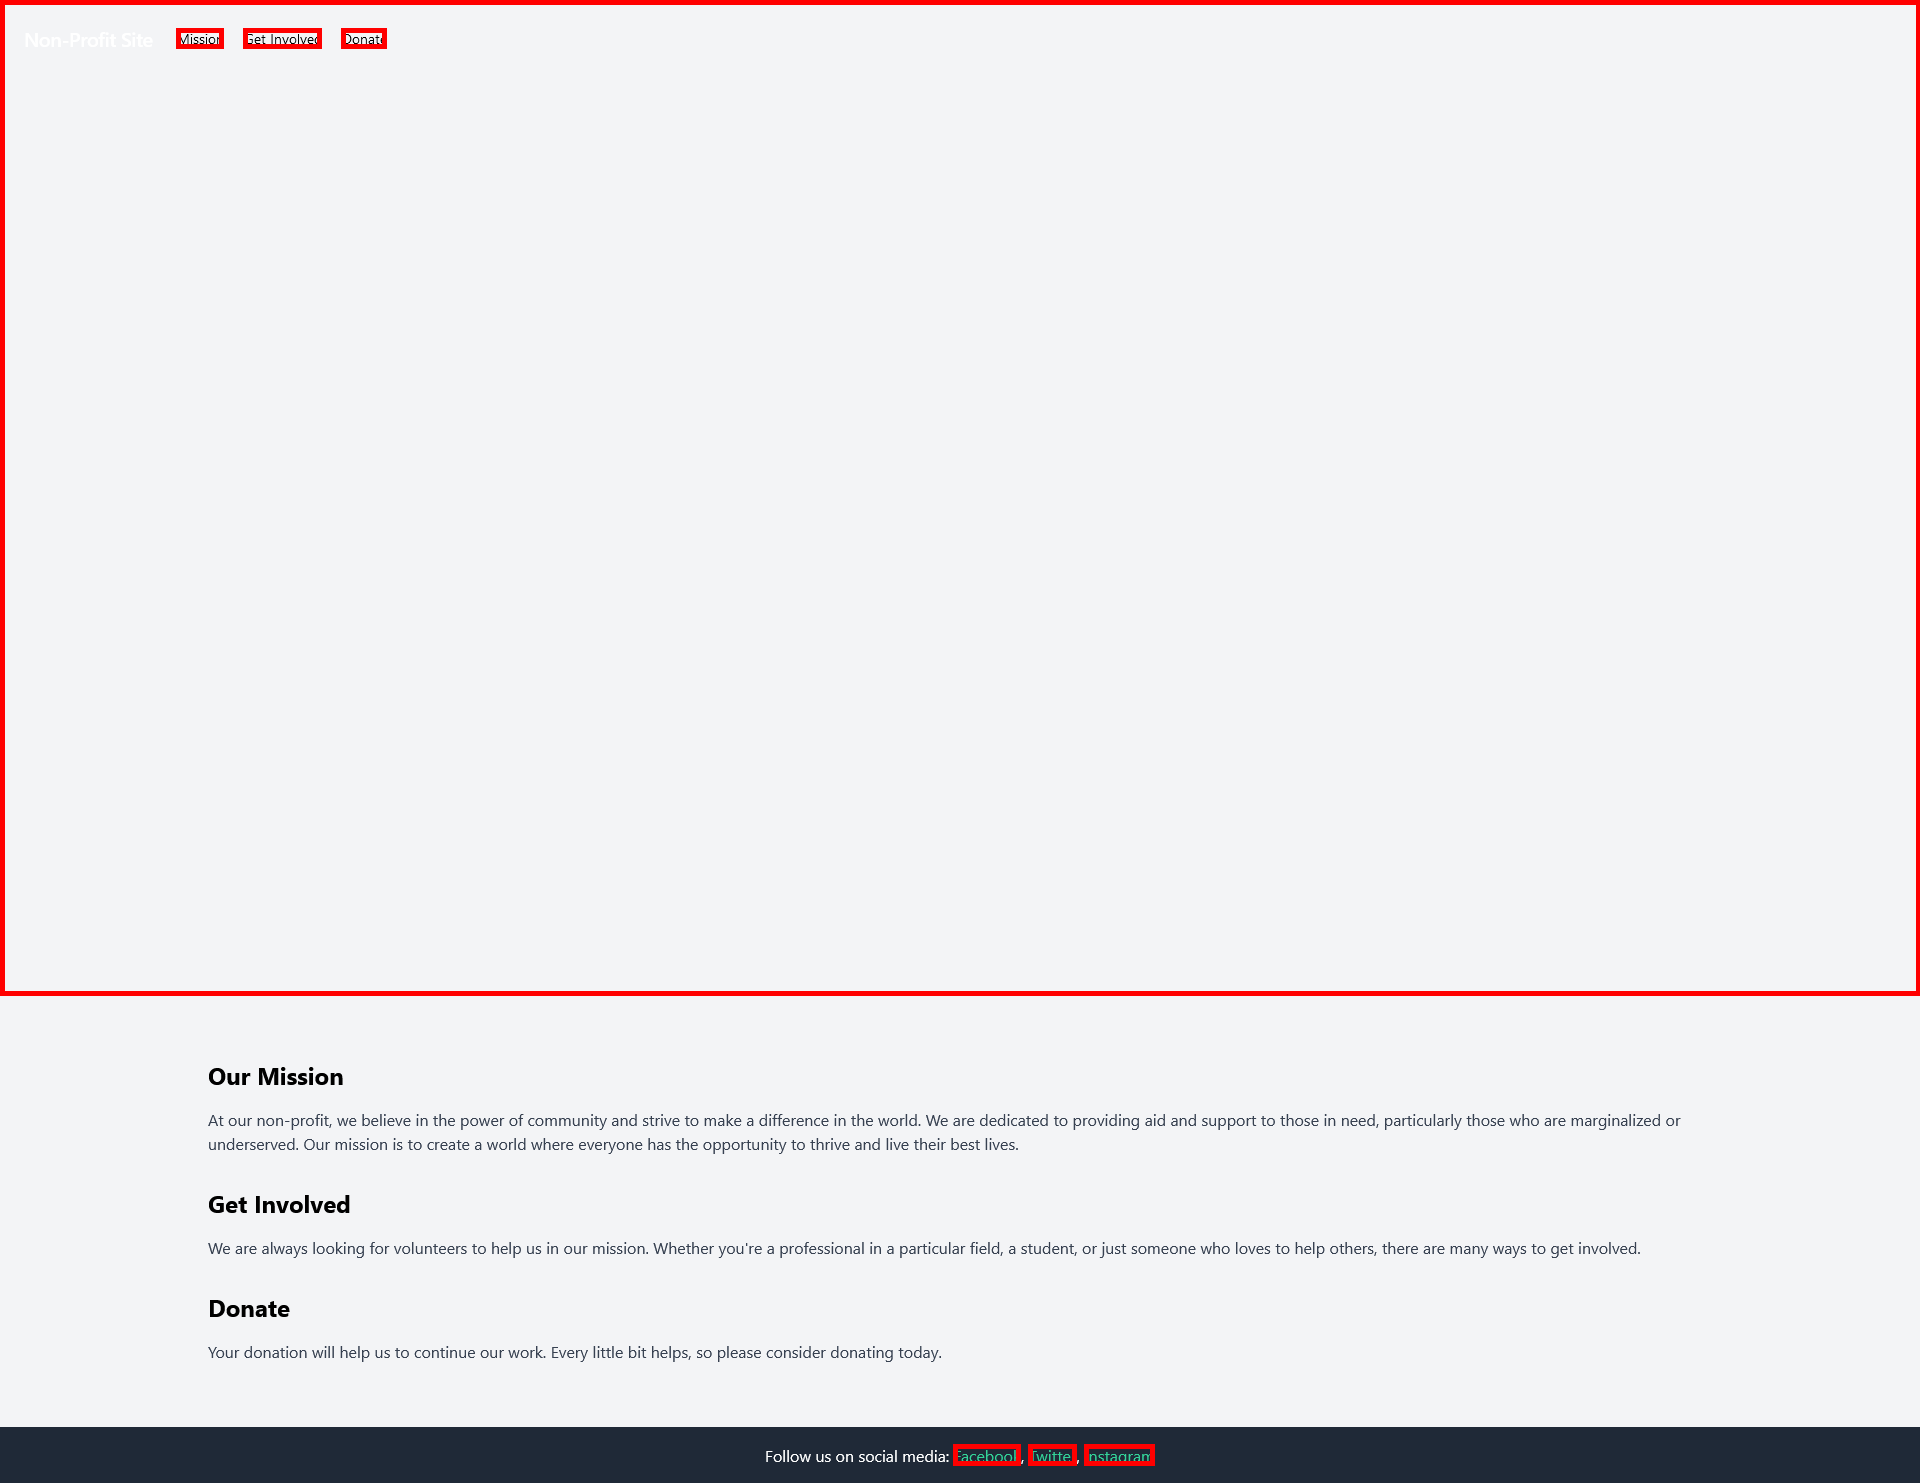 Non-Profit Site Mission Get Involved Donate
Our Mission
At our non-profit, we believe in the power of community and strive to make a difference in the world. We are dedicated to providing aid and support to those in need, particularly those who are marginalized or
underserved. Our mission is to create a world where everyone has the opportunity to thrive and live their best lives.
Get Involved
We are always looking for volunteers to help us in our mission. Whether you're a professional in a particular field, a student, or just someone who loves to help others, there are many ways to get involved.
Donate
Your donation will help us to continue our work. Every little bit helps, so please consider donating today.
Follow us on social media: Facebook, Twitter, Instagram